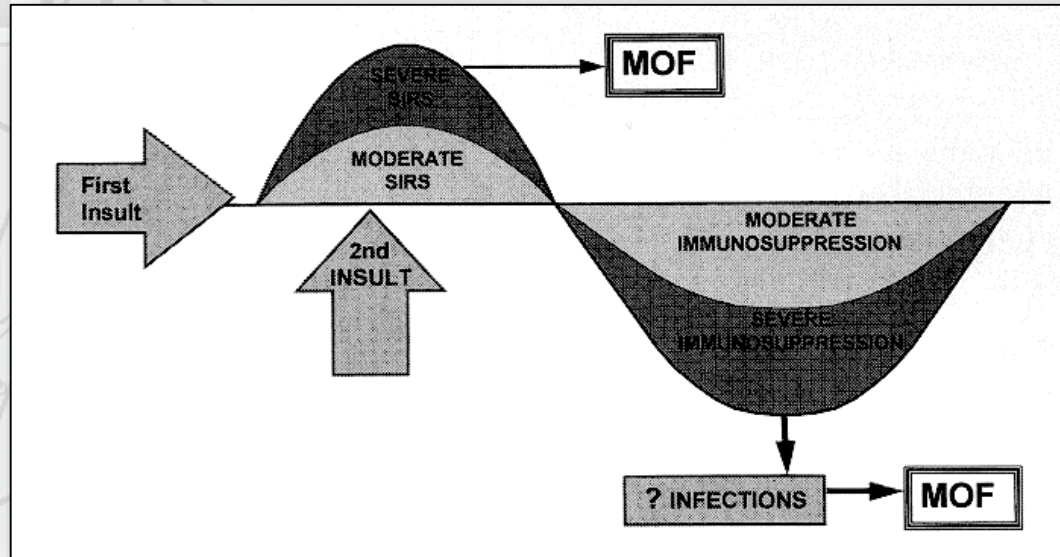 SEVERE
SIRS
MOF
MODERATE
SIRS
First
Insult
2nd
INSULT
MODERATE
IMMUNOSUPPRESSION
SEVERE
IMMUNOSUPPRESSION
? INFECTIONS
MOF